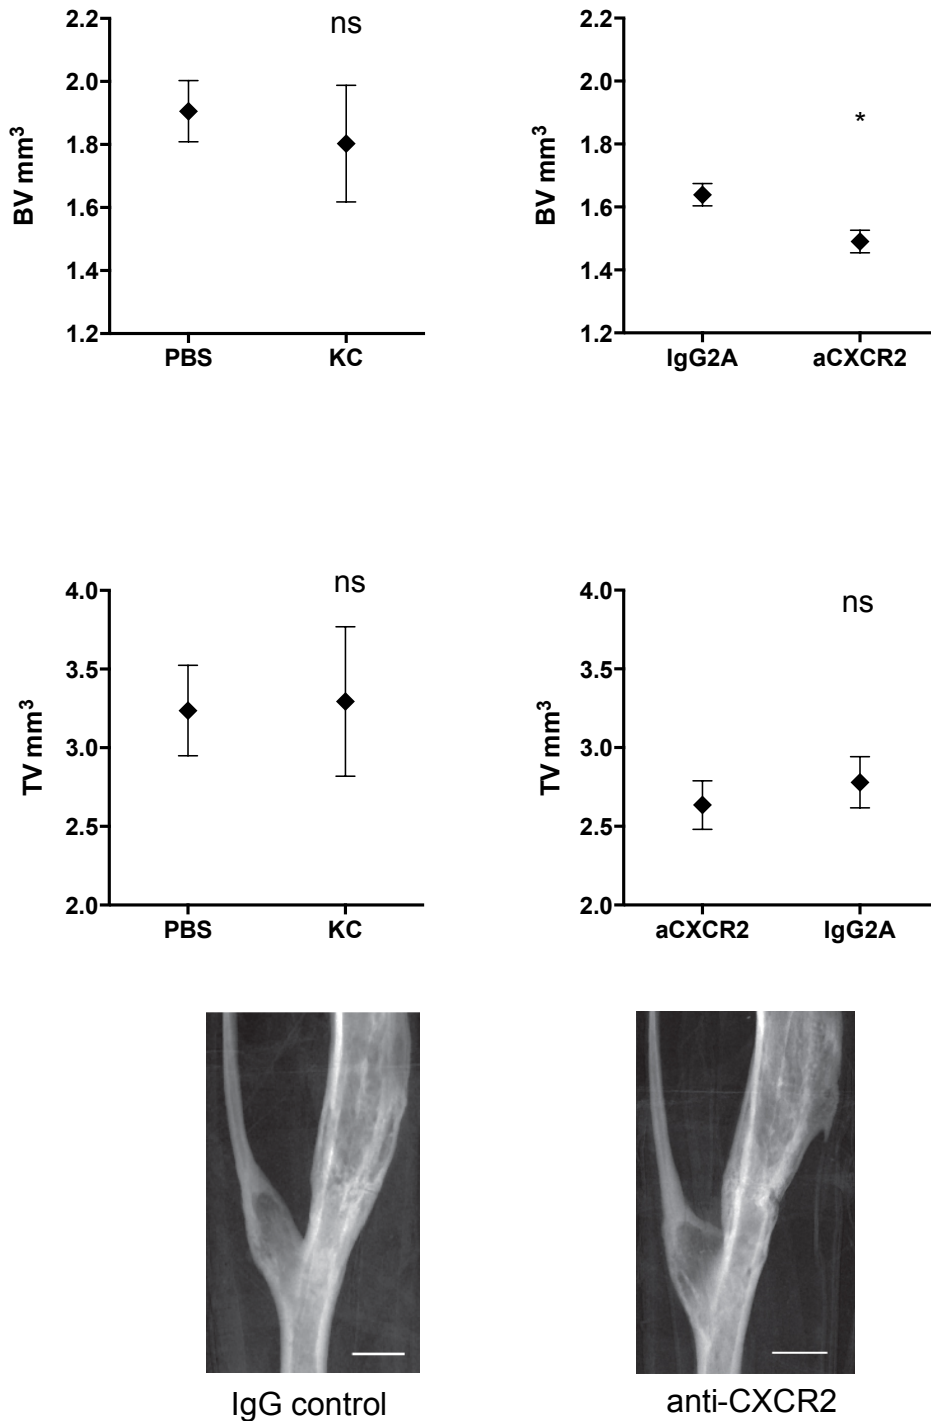 ns
BV mm³
2.2
2.0
1.8
1.6
1.4
1.2
PBS KC
*
BV mm³
2.2
2.0
1.8
1.6
1.4
1.2
IgG2A aCXCR2
ns
TV mm³
4.0
3.5
3.0
2.5
2.0
PBS KC
ns
TV mm³
4.0
3.5
3.0
2.5
2.0
aCXCR2 IgG2A
IgG control
anti-CXCR2